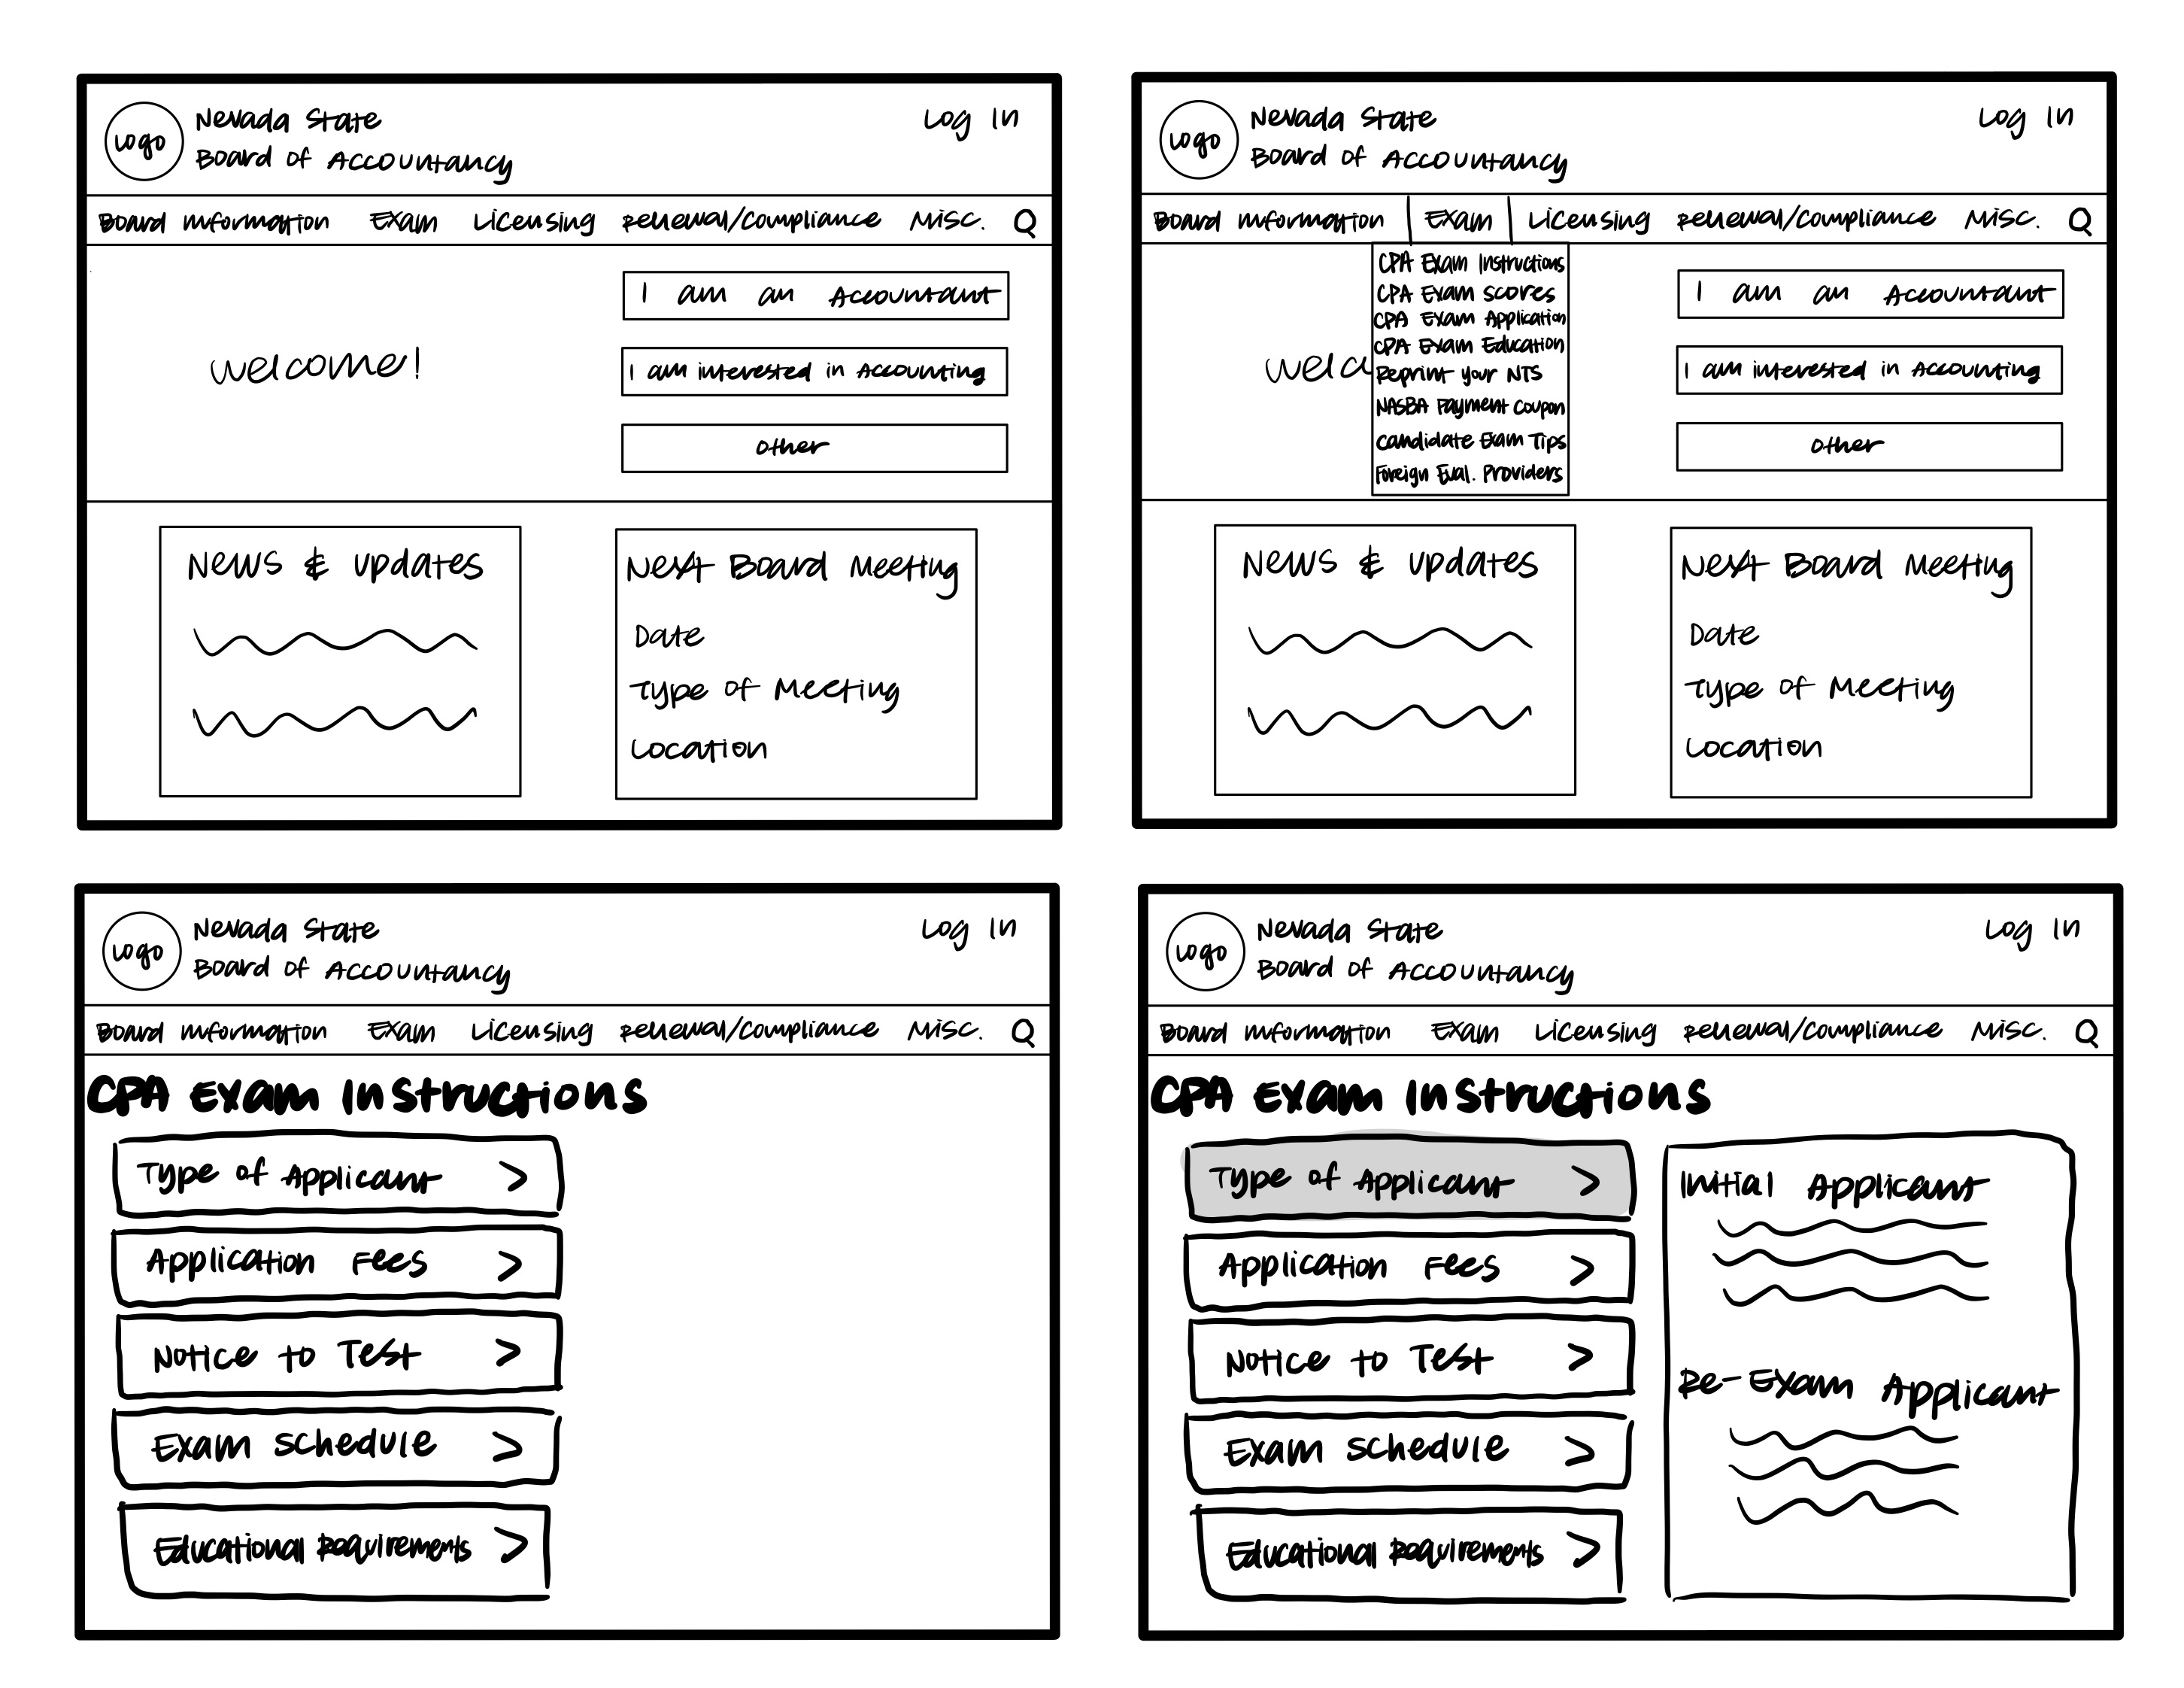 Logo
Nevada State
Board of Accountancy
Log In
Board Information Exam Licensing Renewal/Compliance Misc.
Welcome!
I am an Accountant
I am interested in Accounting
Other
News & Updates
Next Board Meeting
Date
Type of Meeting
Location
Logo
Nevada State
Board of Accountancy
Log In
Board Information Exam Licensing Renewal/Compliance Misc.
CPA Exam Instructions
CPA Exam Scores
CPA Exam Application
CPA Exam Education
Reprint your NTS
NASBA Payment Coupon
Candidate Exam Tips
Foreign Eval. Providers
Welc
I am an Accountant
I am interested in Accounting
Other
News & Updates
Next Board Meeting
Date
Type of Meeting
Location
Logo
Nevada State
Board of Accountancy
Log In
Board Information Exam Licensing Renewal/Compliance Misc.
CPA Exam Instructions
Type of Applicant >
Application Fees >
Notice to Test >
Exam Schedule >
Educational Requirements >
Logo
Nevada State
Board of Accountancy
Log In
Board Information Exam Licensing Renewal/Compliance Misc.
CPA Exam Instructions
Type of Applicant >
Application Fees >
Notice to Test >
Exam Schedule >
Educational Requirements >
Initial Applicant
Re-Exam Applicant